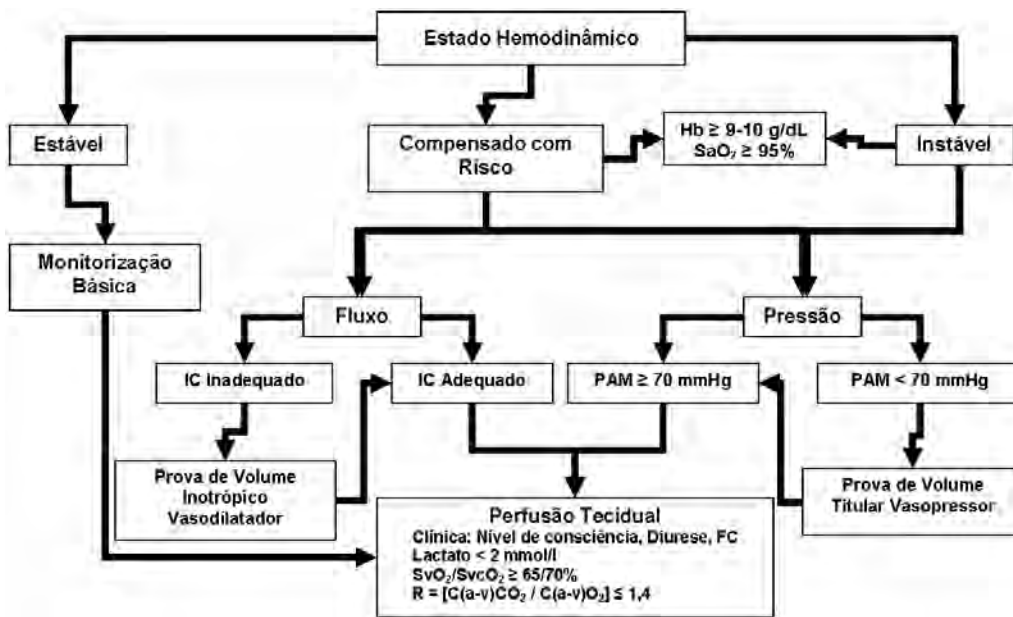 Estado Hemodinâmico
Estável
Compensado com
Risco
Hb ≥ 9-10 g/dL
SaO₂ ≥ 95%
Instável
Monitorização
Básica
Fluxo
Pressão
IC Inadequado
IC Adequado
PAM ≥ 70 mmHg
PAM < 70 mmHg
Prova de Volume
Inotrópico
Vasodilatador
Prova de Volume
Titular Vasopressor
Perfusão Tecidual
Clínica: Nível de consciência, Diurese, FC
Lactato < 2 mmol/l
SvO₂/SvcO₂ ≥ 65/70%
R = [C(a-v)CO₂ / C(a-v)O₂] ≤ 1,4